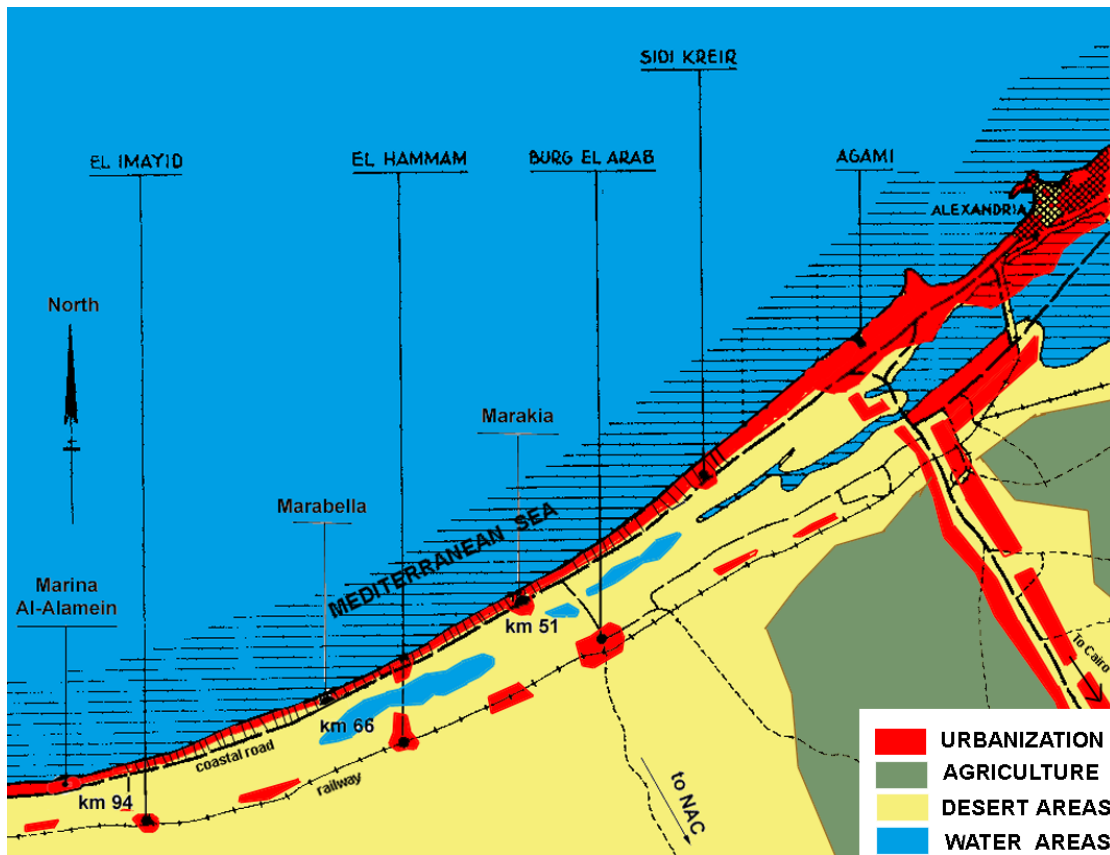 SIDI KREIR
EL IMAYID
EL HAMMAM
BURG EL ARAB
AGAMI
ALEXANDRIA
North
Marakia
Marabella
MEDITERRANEAN SEA
Marina
Al-Alamein
km 51
km 66
km 94
coastal road
railway
to NAC
To Cairo
URBANIZATION
AGRICULTURE
DESERT AREAS
WATER AREAS